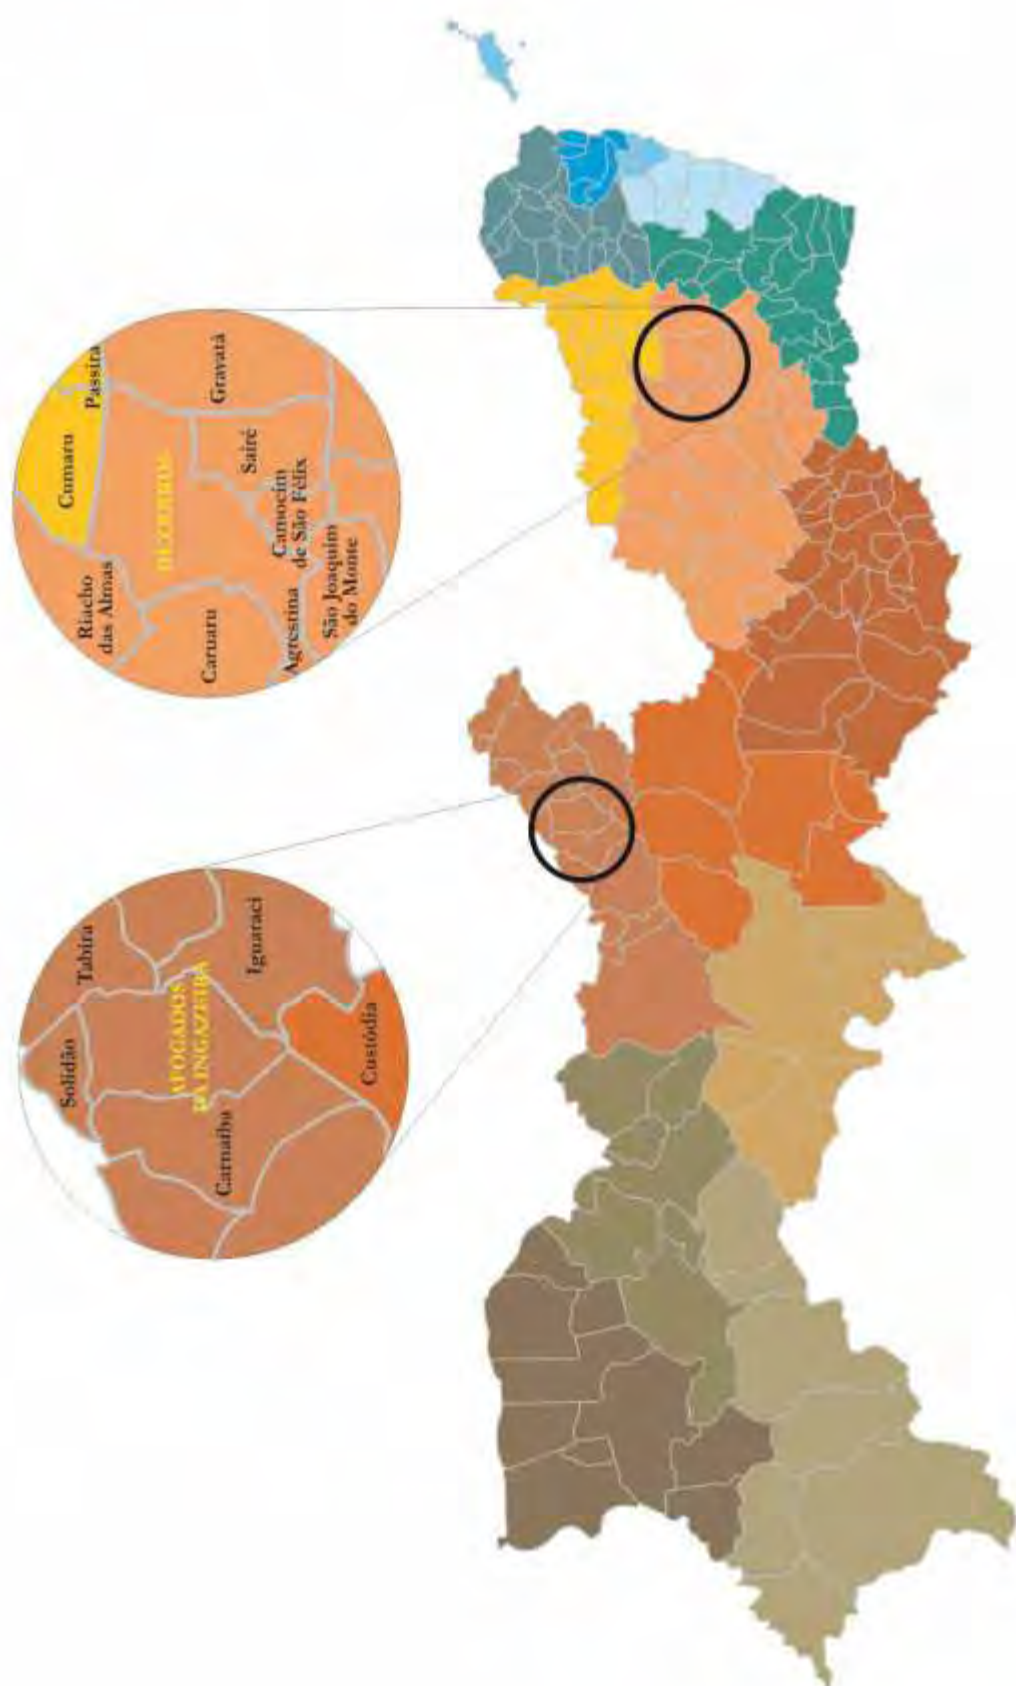 Tabira
Solidão
AFOGADOS
DA INGAZEIRA
Iguaraci
Carnaíba
Custódia
Passira
Cumaru
Gravatá
BEZERROS
Sairé
Riacho
das Almas
Camocim
de São Félix
Caruaru
Agrestina
São Joaquim
do Monte